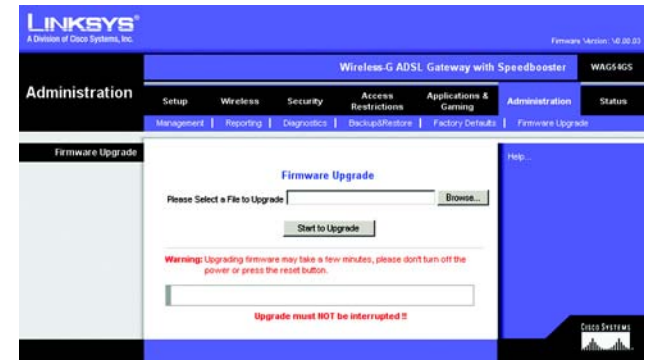 LINKSYS®
A Division of Cisco Systems, Inc.
Firmware Version: V0.00.03
Wireless-G ADSL Gateway with Speedbooster WAG54GS
Administration
Setup Wireless Security Access Restrictions Applications & Gaming Administration Status
Management | Reporting | Diagnostics | Backup&Restore | Factory Defaults | Firmware Upgrade
Firmware Upgrade
Help...
Firmware Upgrade
Please Select a File to Upgrade Browse...
Start to Upgrade
Warning: Upgrading firmware may take a few minutes, please don't turn off the
power or press the reset button.
Upgrade must NOT be interrupted !!
CISCO SYSTEMS